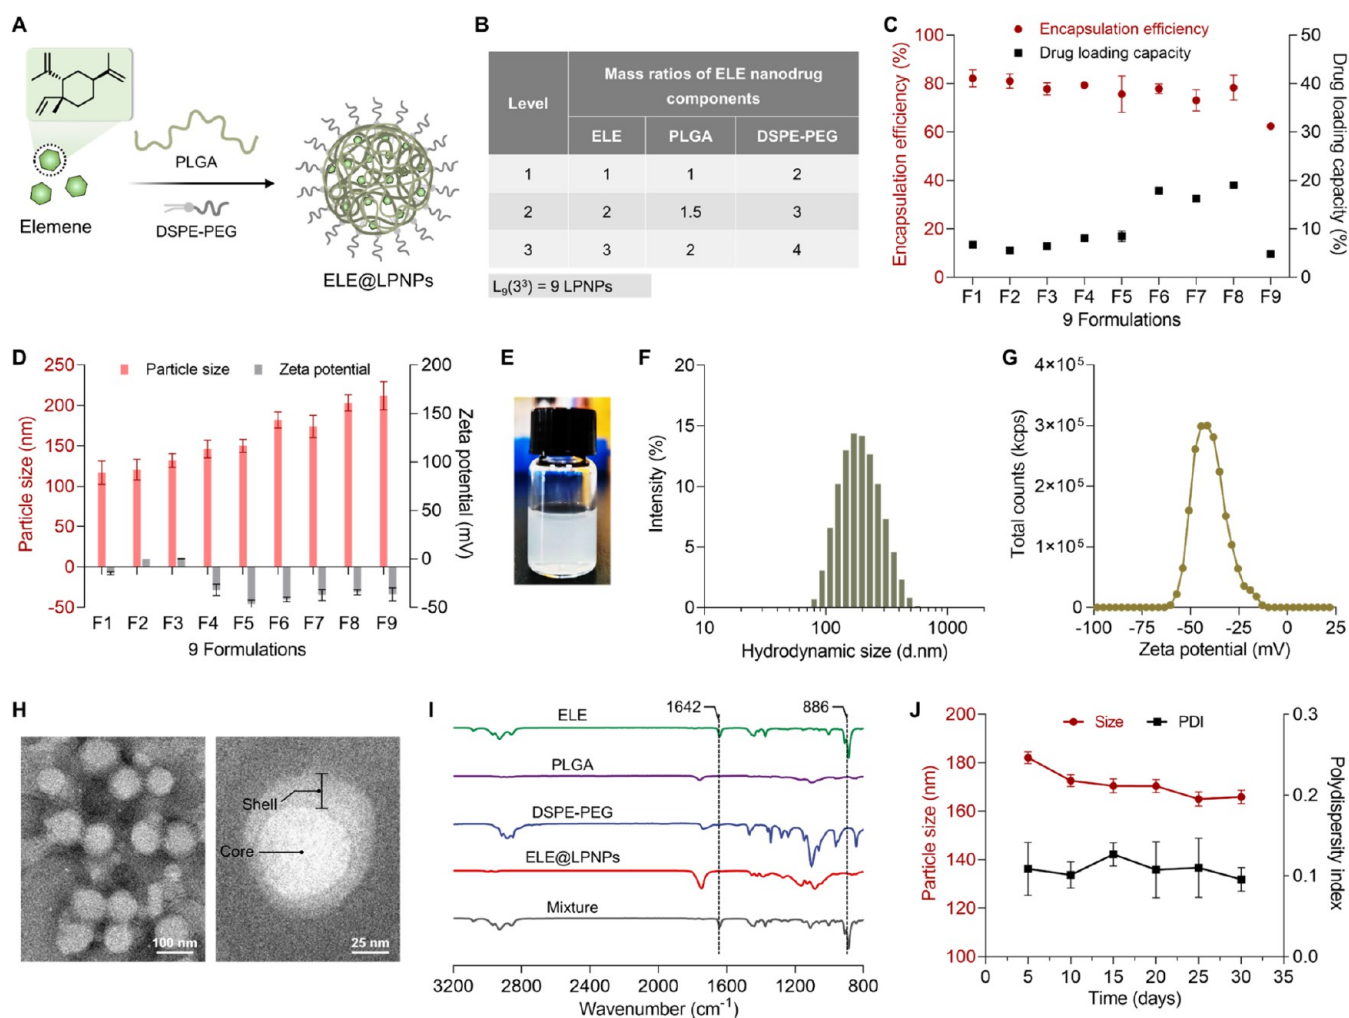 A
PLGA
DSPE-PEG
Elemene
ELE@LPNPs
B
Level
Mass ratios of ELE nanodrug
components
ELE PLGA DSPE-PEG
1 1 1 2
2 2 1.5 3
3 3 2 4
L₉(3³) = 9 LPNPs
C
Encapsulation efficiency
Drug loading capacity
Encapsulation efficiency (%)
100
80
60
40
20
0
Drug loading capacity (%)
50
40
30
20
10
0
F1 F2 F3 F4 F5 F6 F7 F8 F9
9 Formulations
D
Particle size
Zeta potential
Particle size (nm)
250
200
150
100
50
0
-50
Zeta potential (mV)
200
150
100
50
0
-50
F1 F2 F3 F4 F5 F6 F7 F8 F9
9 Formulations
E
F
Intensity (%)
20
15
10
5
0
10 100 1000
Hydrodynamic size (d.nm)
G
Total counts (kcps)
4×10⁵
3×10⁵
2×10⁵
1×10⁵
0
-100 -75 -50 -25 0 25
Zeta potential (mV)
H
100 nm
Shell
Core
25 nm
I
1642
886
ELE
PLGA
DSPE-PEG
ELE@LPNPs
Mixture
3200 2800 2400 2000 1600 1200 800
Wavenumber (cm⁻¹)
J
Size
PDI
Particle size (nm)
200
180
160
140
120
100
Polydispersity index
0.3
0.2
0.1
0.0
0 5 10 15 20 25 30 35
Time (days)